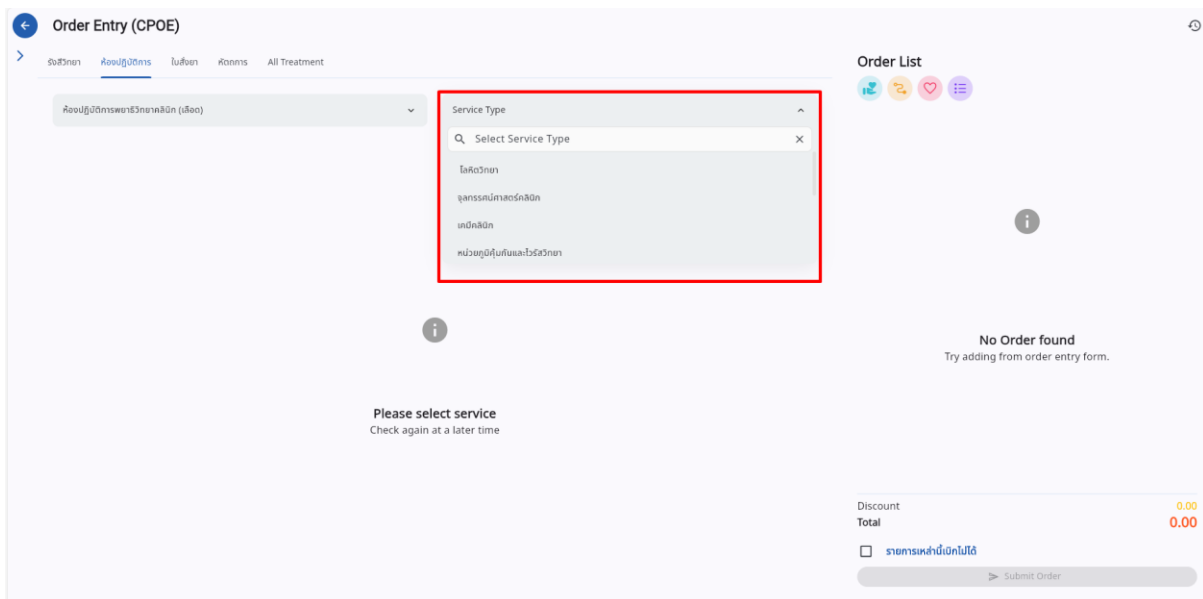 Order Entry (CPOE)
รังสีวิทยา ห้องปฏิบัติการ ใบสั่งยา หัตถการ All Treatment
ห้องปฏิบัติการพยาธิวิทยาคลินิก (เลือด)
Service Type
Select Service Type
โลหิตวิทยา
จุลทรรศน์ศาสตร์คลินิก
เคมีคลินิก
หน่วยภูมิคุ้มกันและไวรัสวิทยา
Please select service
Check again at a later time
Order List
No Order found
Try adding from order entry form.
Discount 0.00
Total 0.00
รายการเหล่านี้เบิกไม่ได้
Submit Order